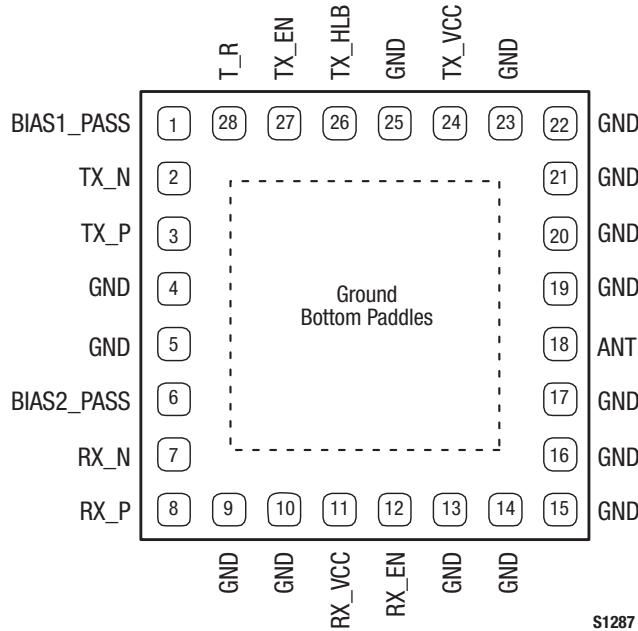 T_R
TX_EN
TX_HLB
GND
TX_VCC
GND
BIAS1_PASS 1 28 27 26 25 24 23 22 GND
TX_N 2 21 GND
TX_P 3 20 GND
GND 4 19 GND
Ground
Bottom Paddles
GND 5 18 ANT
BIAS2_PASS 6 17 GND
RX_N 7 16 GND
RX_P 8 9 10 11 12 13 14 15 GND
GND
GND
RX_VCC
RX_EN
GND
GND
S1287